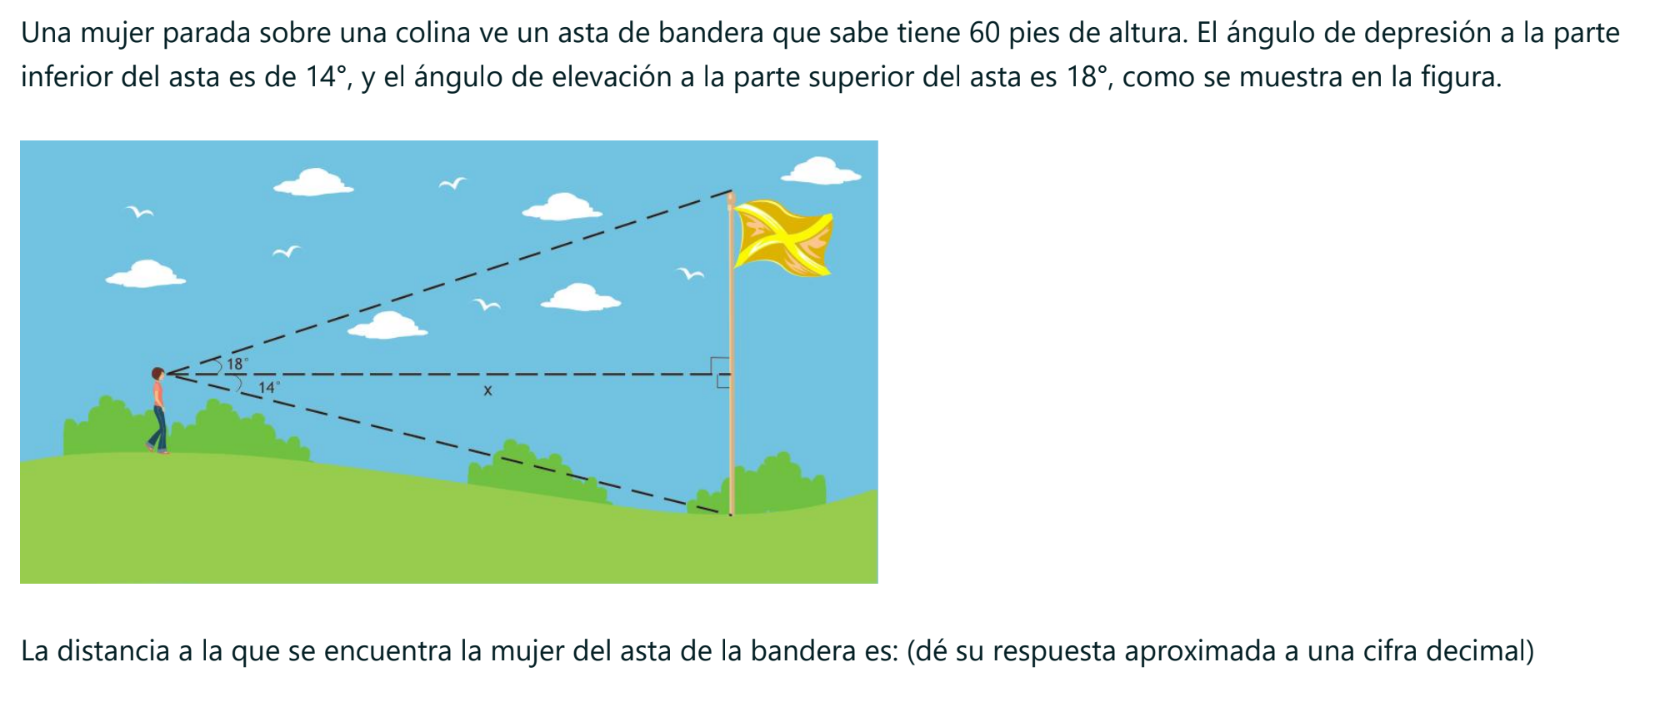 Una mujer parada sobre una colina ve un asta de bandera que sabe tiene 60 pies de altura. El ángulo de depresión a la parte
inferior del asta es de 14°, y el ángulo de elevación a la parte superior del asta es 18°, como se muestra en la figura.
18°
14°
x
La distancia a la que se encuentra la mujer del asta de la bandera es: (dé su respuesta aproximada a una cifra decimal)